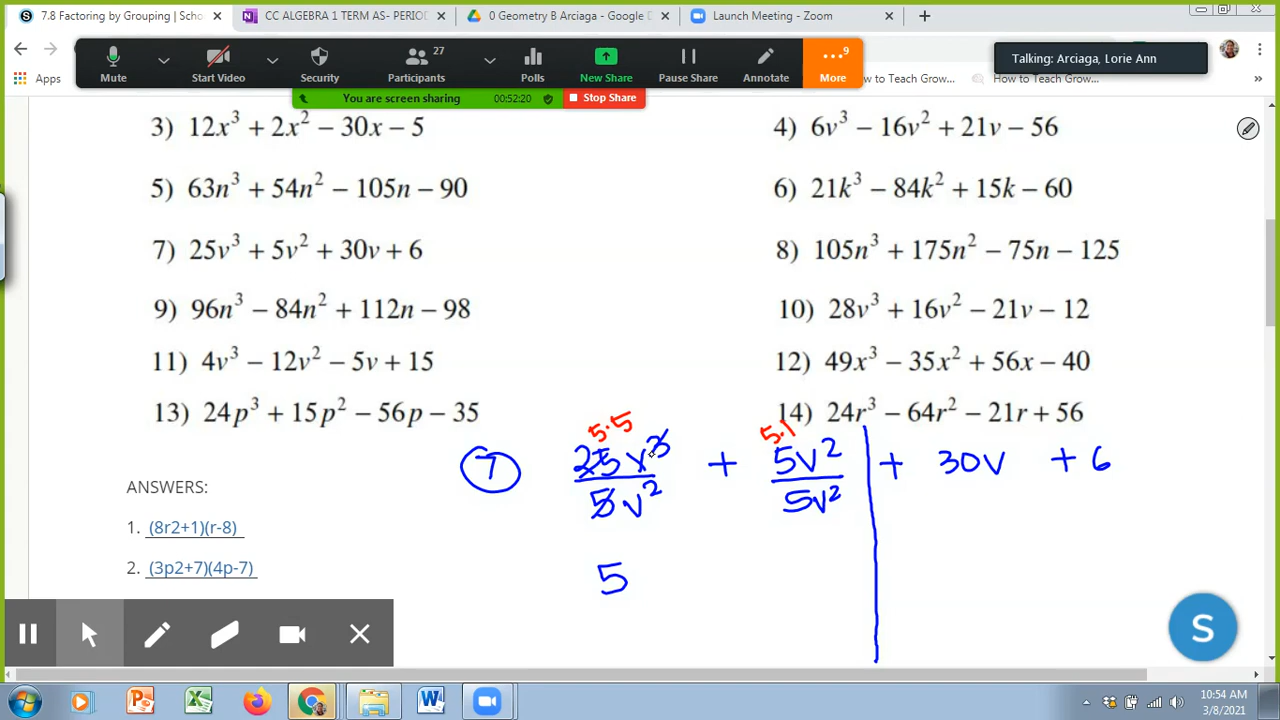 7.8 Factoring by Grouping | Scho
CC ALGEBRA 1 TERM AS- PERIOD
0 Geometry B Arciaga - Google D
Launch Meeting - Zoom
Apps
Mute
Start Video
Security
27
Participants
Polls
New Share
Pause Share
Annotate
9
More
Talking: Arciaga, Lorie Ann
ow to Teach Grow...
How to Teach Grow...
You are screen sharing
00:52:20
Stop Share
3) 12x³ + 2x² − 30x − 5
4) 6v³ − 16v² + 21v − 56
5) 63n³ + 54n² − 105n − 90
6) 21k³ − 84k² + 15k − 60
7) 25v³ + 5v² + 30v + 6
8) 105n³ + 175n² − 75n − 125
9) 96n³ − 84n² + 112n − 98
10) 28v³ + 16v² − 21v − 12
11) 4v³ − 12v² − 5v + 15
12) 49x³ − 35x² + 56x − 40
13) 24p³ + 15p² − 56p − 35
14) 24r³ − 64r² − 21r + 56
5·5
5·1
7 25v³ + 5v² + 30v + 6
5v² 5v²
5
ANSWERS:
1. (8r2+1)(r-8)
2. (3p2+7)(4p-7)
S
10:54 AM
3/8/2021